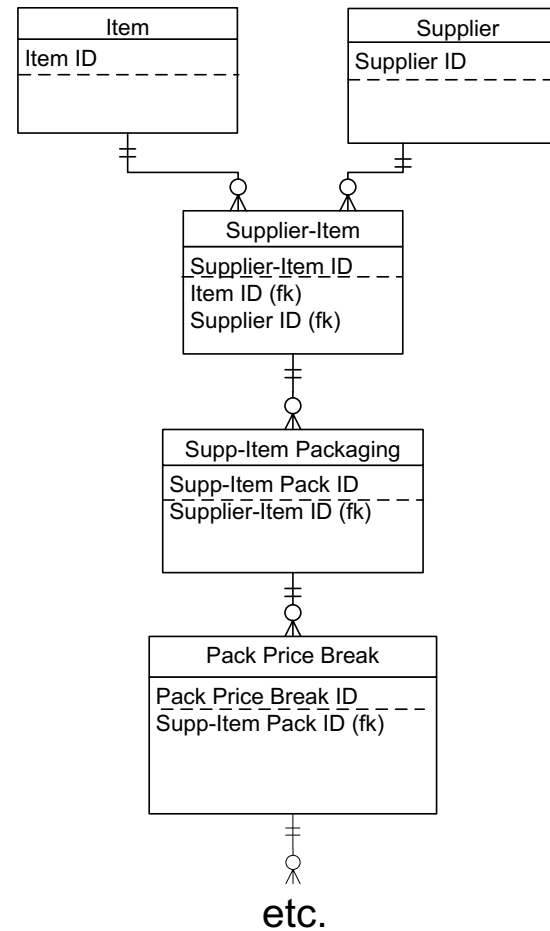 Item
Item ID
Supplier
Supplier ID
Supplier-Item
Supplier-Item ID
Item ID (fk)
Supplier ID (fk)
Supp-Item Packaging
Supp-Item Pack ID
Supplier-Item ID (fk)
Pack Price Break
Pack Price Break ID
Supp-Item Pack ID (fk)
etc.